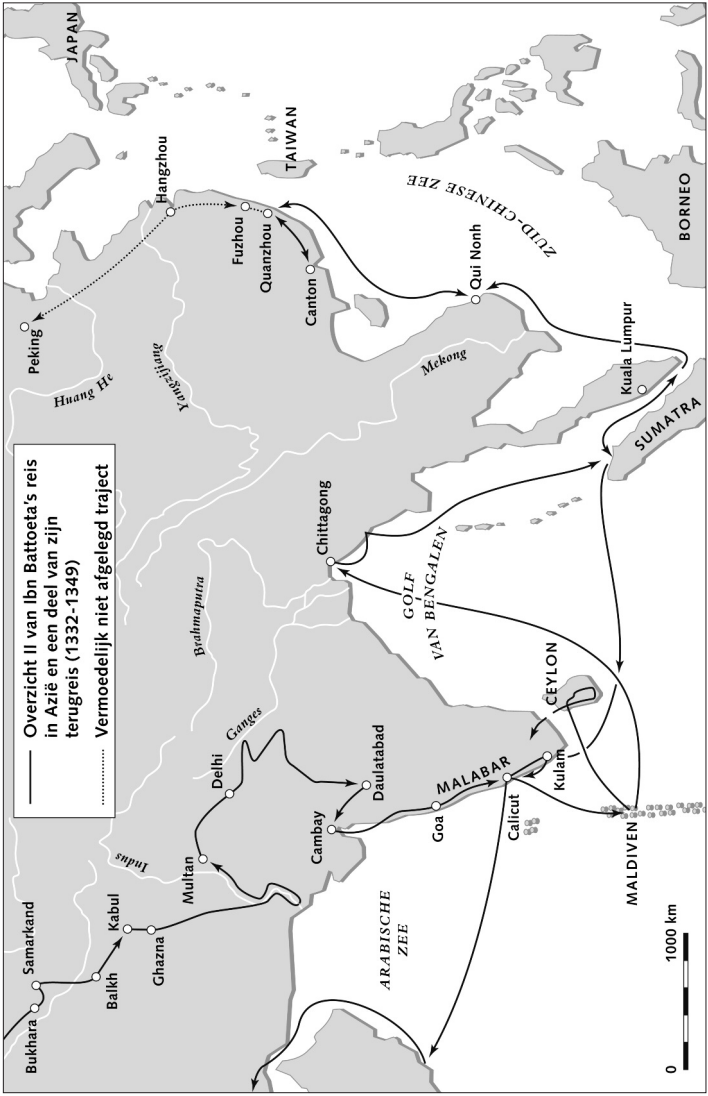 Overzicht II van Ibn Battoeta's reis
in Azië en een deel van zijn
terugreis (1332-1349)
Vermoedelijk niet afgelegd traject
Bukhara
Samarkand
Balkh
Kabul
Ghazna
Multan
Indus
Delhi
Ganges
Brahmaputra
Cambay
Daulatabad
Goa
MALABAR
Calicut
Kulam
CEYLON
MALDIVEN
ARABISCHE
ZEE
GOLF
VAN BENGALEN
Chittagong
Mekong
Huang He
Yangzijiang
Peking
Hangzhou
Fuzhou
Quanzhou
Canton
TAIWAN
JAPAN
ZUID-CHINESE ZEE
Qui Nonh
Kuala Lumpur
SUMATRA
BORNEO
0 1000 km